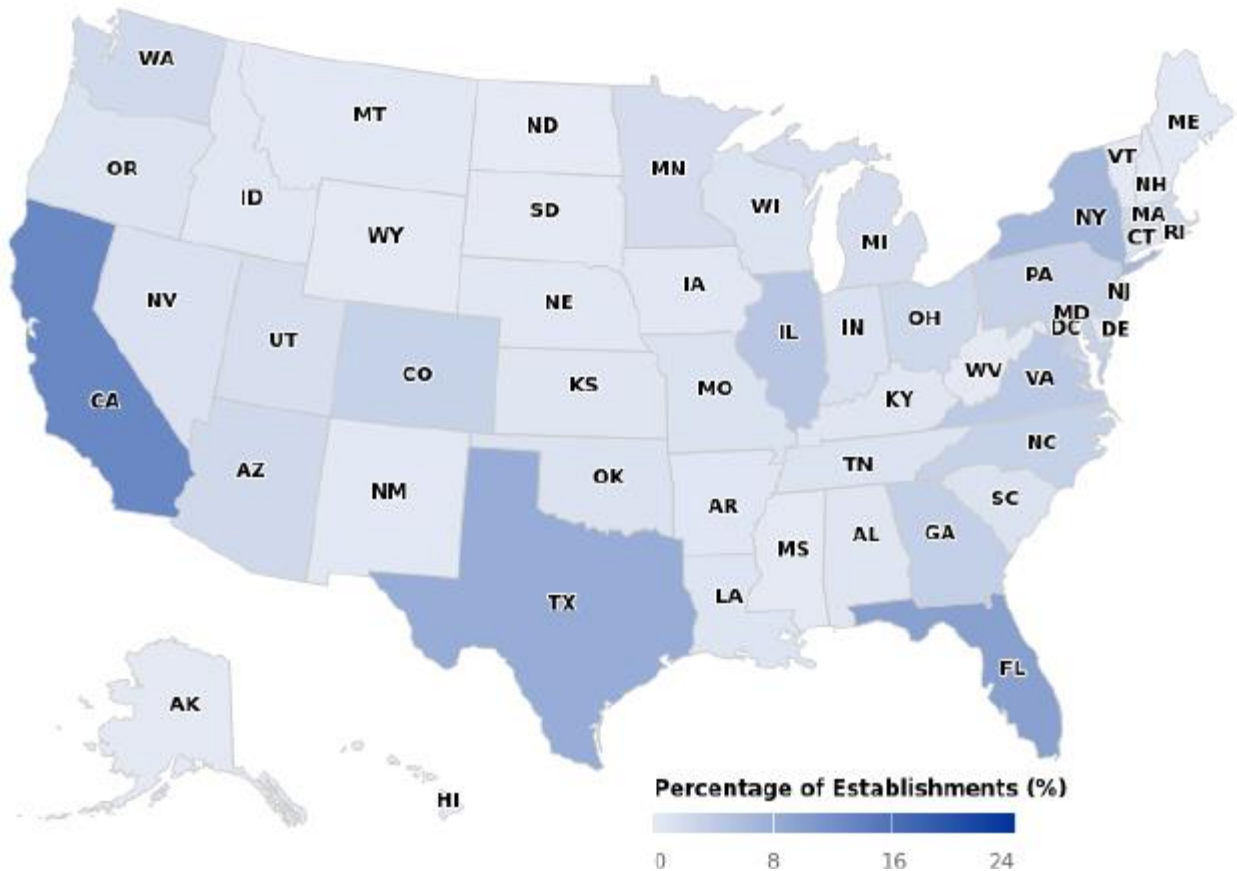 WA
MT
ND
ME
OR
ID
MN
VT
WI
NH
SD
NY
MA
WY
MI
CT RI
PA
IA
NV
NE
NJ
UT
IL
IN
OH
MD
DC DE
CO
KS
MO
WV
VA
CA
KY
AZ
NM
OK
TN
NC
AR
SC
MS
AL
GA
TX
LA
FL
AK
HI
Percentage of Establishments (%)
0 8 16 24